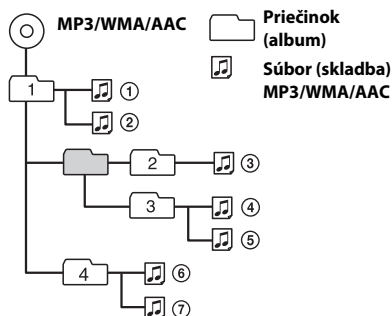 MP3/WMA/AAC
Priečinok
(album)
Súbor (skladba)
MP3/WMA/AAC
1
①
②
2
③
3
④
⑤
4
⑥
⑦